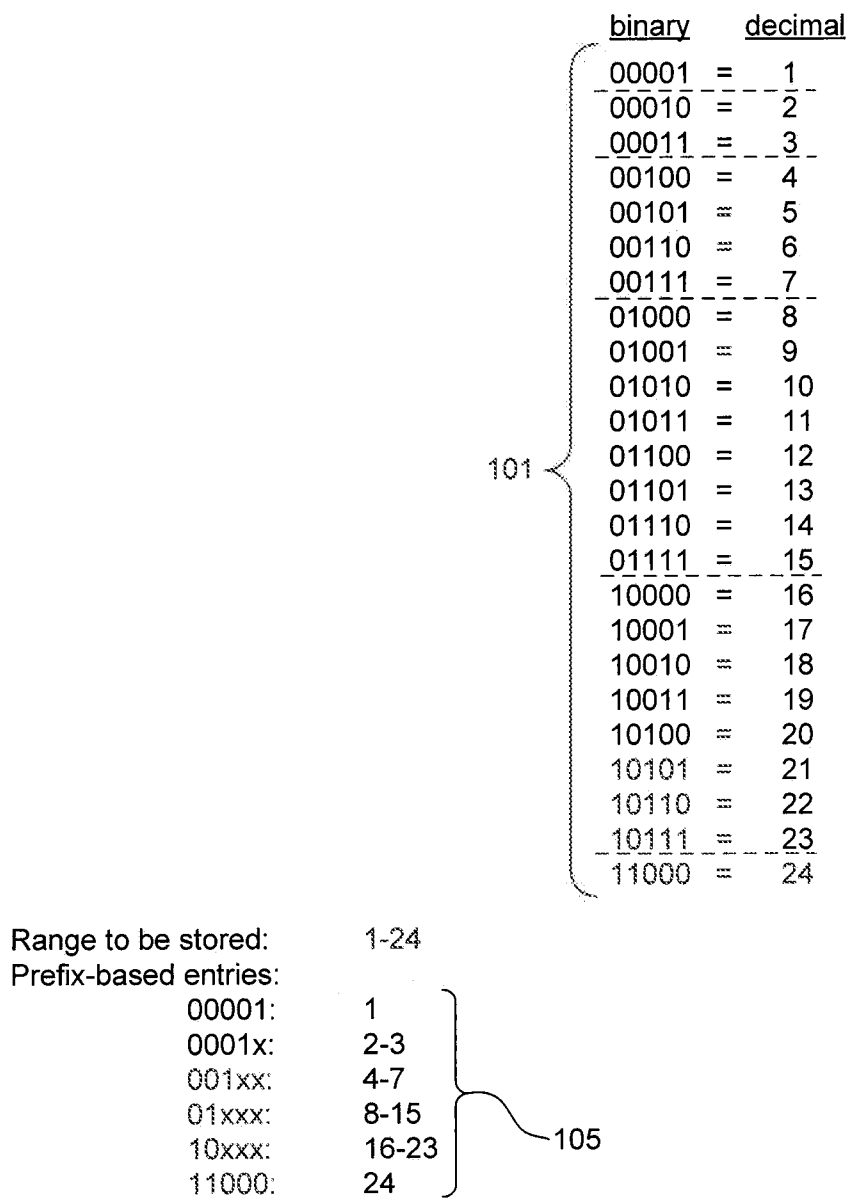 binary decimal
00001 = 1
00010 = 2
00011 = 3
00100 = 4
00101 = 5
00110 = 6
00111 = 7
01000 = 8
01001 = 9
01010 = 10
01011 = 11
01100 = 12
101
01101 = 13
01110 = 14
01111 = 15
10000 = 16
10001 = 17
10010 = 18
10011 = 19
10100 = 20
10101 = 21
10110 = 22
10111 = 23
11000 = 24
Range to be stored: 1-24
Prefix-based entries:
00001: 1
0001x: 2-3
001xx: 4-7
01xxx: 8-15
10xxx: 16-23
105
11000: 24